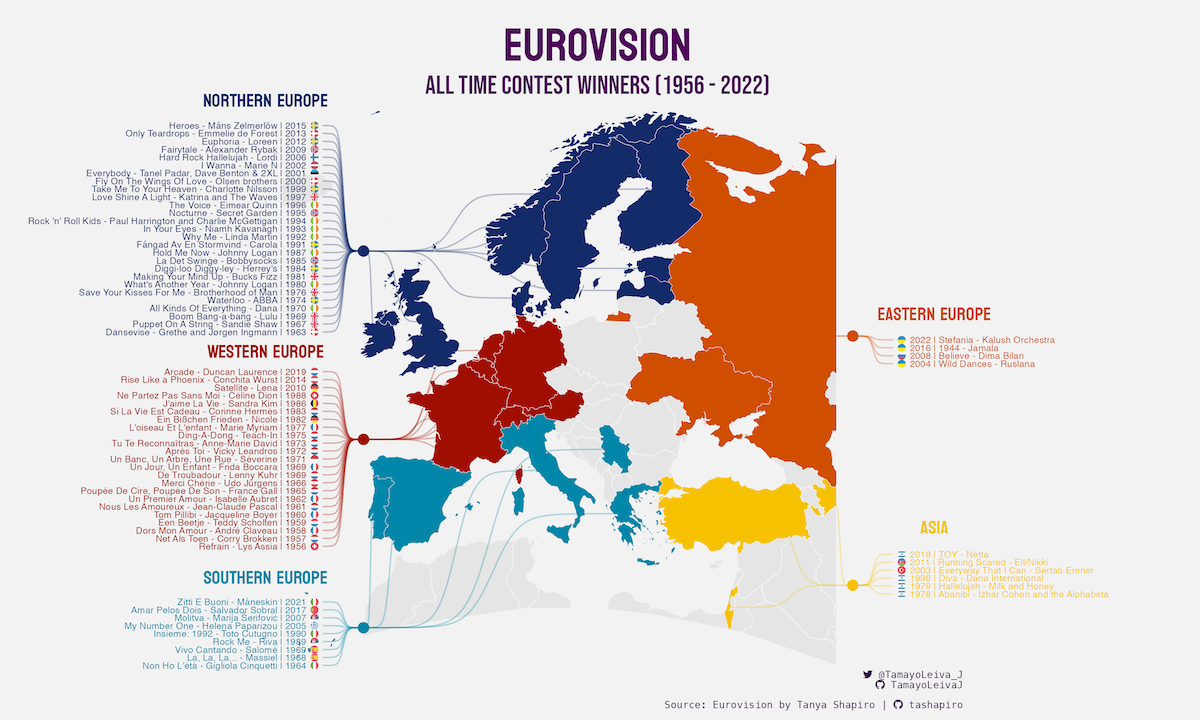 EUROVISION
ALL TIME CONTEST WINNERS (1956 - 2022)
NORTHERN EUROPE
Heroes - Måns Zelmerlöw | 2015
Only Teardrops - Emmelie de Forest | 2013
Euphoria - Loreen | 2012
Fairytale - Alexander Rybak | 2009
Hard Rock Hallelujah - Lordi | 2006
I Wanna - Marie N | 2002
Everybody - Tanel Padar, Dave Benton & 2XL | 2001
Fly On The Wings Of Love - Olsen brothers | 2000
Take Me To Your Heaven - Charlotte Nilsson | 1999
Love Shine A Light - Katrina and The Waves | 1997
The Voice - Eimear Quinn | 1996
Nocturne - Secret Garden | 1995
Rock 'n' Roll Kids - Paul Harrington and Charlie McGettigan | 1994
In Your Eyes - Niamh Kavanagh | 1993
Why Me - Linda Martin | 1992
Fångad Av En Stormvind - Carola | 1991
Hold Me Now - Johnny Logan | 1987
La Det Swinge - Bobbysocks | 1985
Diggi-loo Diggy-ley - Herrey's | 1984
Making Your Mind Up - Bucks Fizz | 1981
What's Another Year - Johnny Logan | 1980
Save Your Kisses For Me - Brotherhood of Man | 1976
Waterloo - ABBA | 1974
All Kinds Of Everything - Dana | 1970
Boom Bang-a-bang - Lulu | 1969
Puppet On A String - Sandie Shaw | 1967
Dansevise - Grethe and Jørgen Ingmann | 1963
WESTERN EUROPE
Arcade - Duncan Laurence | 2019
Rise Like a Phoenix - Conchita Wurst | 2014
Satellite - Lena | 2010
Ne Partez Pas Sans Moi - Céline Dion | 1988
J'aime La Vie - Sandra Kim | 1986
Si La Vie Est Cadeau - Corinne Hermès | 1983
Ein Bißchen Frieden - Nicole | 1982
L'oiseau Et L'enfant - Marie Myriam | 1977
Ding-A-Dong - Teach-In | 1975
Tu Te Reconnaîtras - Anne-Marie David | 1973
Après Toi - Vicky Leandros | 1972
Un Banc, Un Arbre, Une Rue - Séverine | 1971
Un Jour, Un Enfant - Frida Boccara | 1969
De Troubadour - Lenny Kuhr | 1969
Merci Chérie - Udo Jürgens | 1966
Poupée De Cire, Poupée De Son - France Gall | 1965
Un Premier Amour - Isabelle Aubret | 1962
Nous Les Amoureux - Jean-Claude Pascal | 1961
Tom Pillibi - Jacqueline Boyer | 1960
Een Beetje - Teddy Scholten | 1959
Dors Mon Amour - André Claveau | 1958
Net Als Toen - Corry Brokken | 1957
Refrain - Lys Assia | 1956
SOUTHERN EUROPE
Zitti E Buoni - Måneskin | 2021
Amar Pelos Dois - Salvador Sobral | 2017
Molitva - Marija Šerifović | 2007
My Number One - Helena Paparizou | 2005
Insieme: 1992 - Toto Cutugno | 1990
Rock Me - Riva | 1989
Vivo Cantando - Salomé | 1969
La, La, La... - Massiel | 1968
Non Ho L'età - Gigliola Cinquetti | 1964
EASTERN EUROPE
2022 | Stefania - Kalush Orchestra
2016 | 1944 - Jamala
2008 | Believe - Dima Bilan
2004 | Wild Dances - Ruslana
ASIA
2018 | TOY - Netta
2011 | Running Scared - Ell/Nikki
2003 | Everyway That I Can - Sertab Erener
1998 | Diva - Dana International
1979 | Hallelujah - Milk and Honey
1978 | Abanibi - Izhar Cohen and the Alphabeta
@TamayoLeiva_J
TamayoLeivaJ
Source: Eurovision by Tanya Shapiro | tashapiro